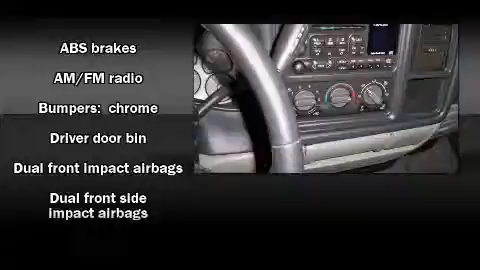 ABS brakes
AM/FM radio
Bumpers: chrome
Driver door bin
Dual front impact airbags
Dual front side
impact airbags